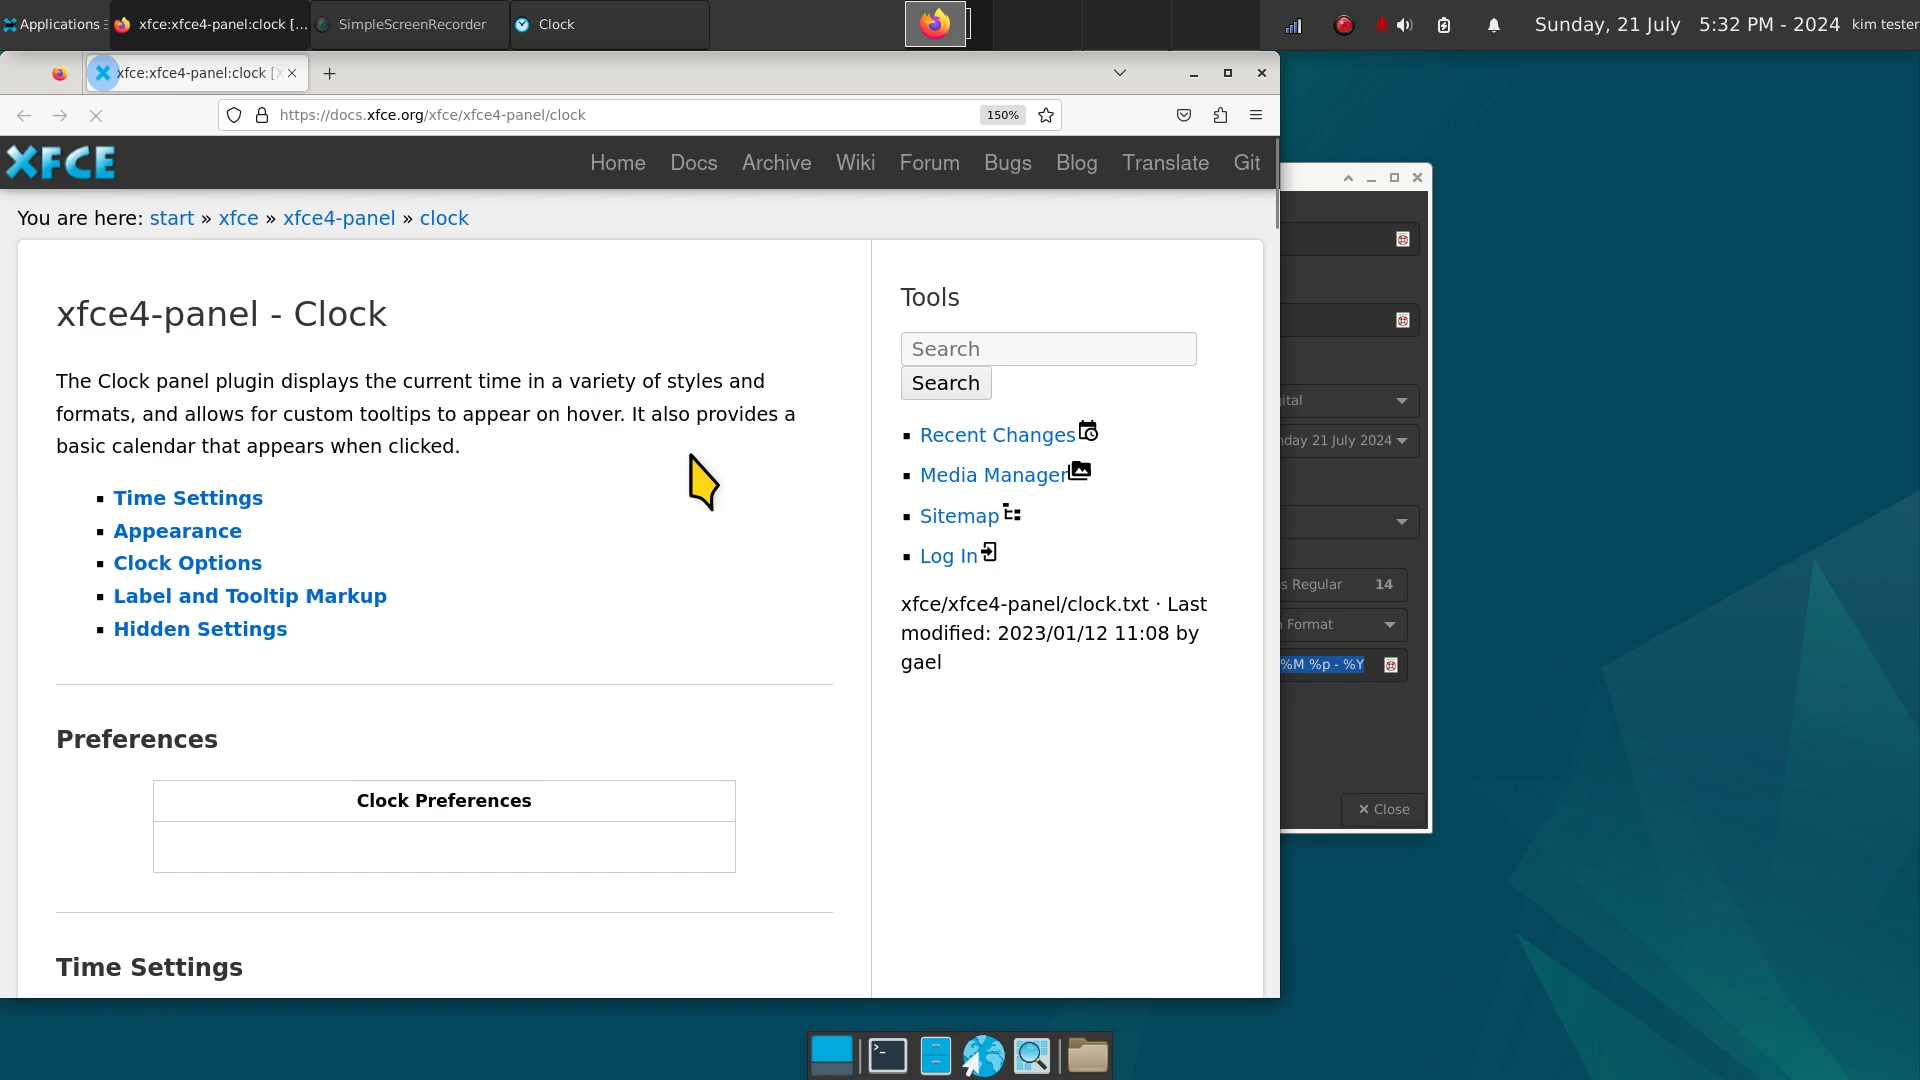 Applications
xfce:xfce4-panel:clock [...
SimpleScreenRecorder
Clock
Sunday, 21 July
5:32 PM - 2024
kim tester
xfce:xfce4-panel:clock [X
https://docs.xfce.org/xfce/xfce4-panel/clock
150%
XFCE
Home Docs Archive Wiki Forum Bugs Blog Translate Git
You are here: start » xfce » xfce4-panel » clock
xfce4-panel - Clock
The Clock panel plugin displays the current time in a variety of styles and
formats, and allows for custom tooltips to appear on hover. It also provides a
basic calendar that appears when clicked.
Time Settings
Appearance
Clock Options
Label and Tooltip Markup
Hidden Settings
Preferences
Clock Preferences
Time Settings
Tools
Search
Search
Recent Changes
Media Manager
Sitemap
Log In
xfce/xfce4-panel/clock.txt · Last
modified: 2023/01/12 11:08 by
gael
ital
day 21 July 2024
s Regular 14
Format
%M %p - %Y
Close